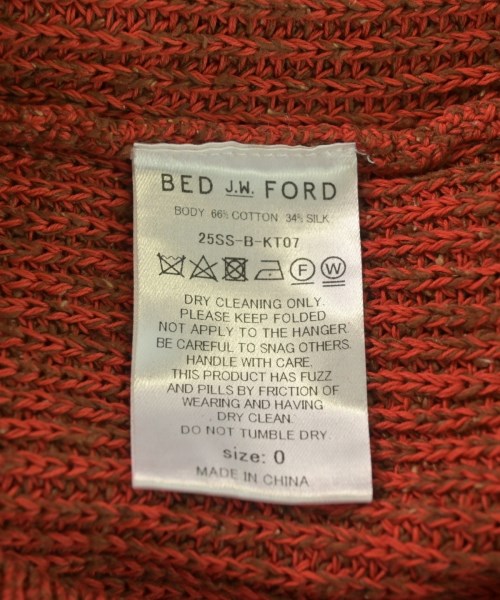 BED J.W. FORD
BODY 66% COTTON 34% SILK
25SS-B-KT07
F W
DRY CLEANING ONLY.
PLEASE KEEP FOLDED
NOT APPLY TO THE HANGER.
BE CAREFUL TO SNAG OTHERS.
HANDLE WITH CARE.
THIS PRODUCT HAS FUZZ
AND PILLS BY FRICTION OF
WEARING AND HAVING
. DRY CLEAN.
DO NOT TUMBLE DRY.
size: 0
MADE IN CHINA